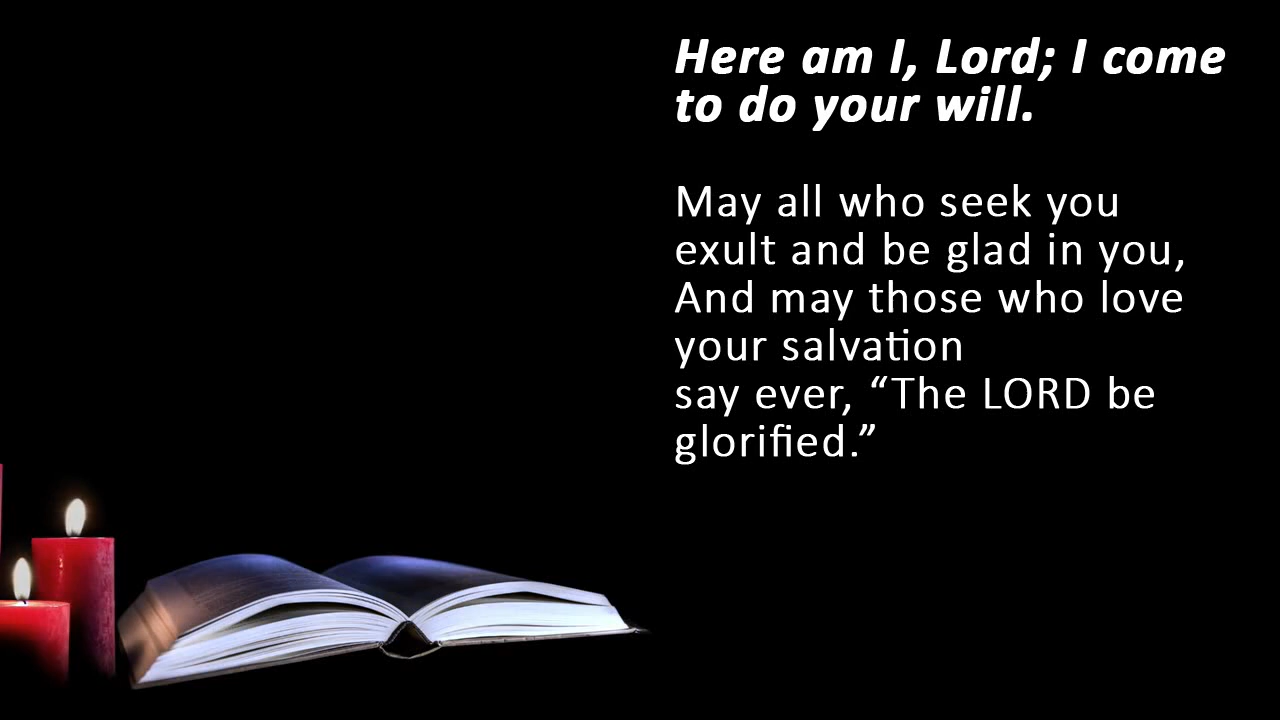 Here am I, Lord; I come
to do your will.
May all who seek you
exult and be glad in you,
And may those who love
your salvation
say ever, “The LORD be
glorified.”